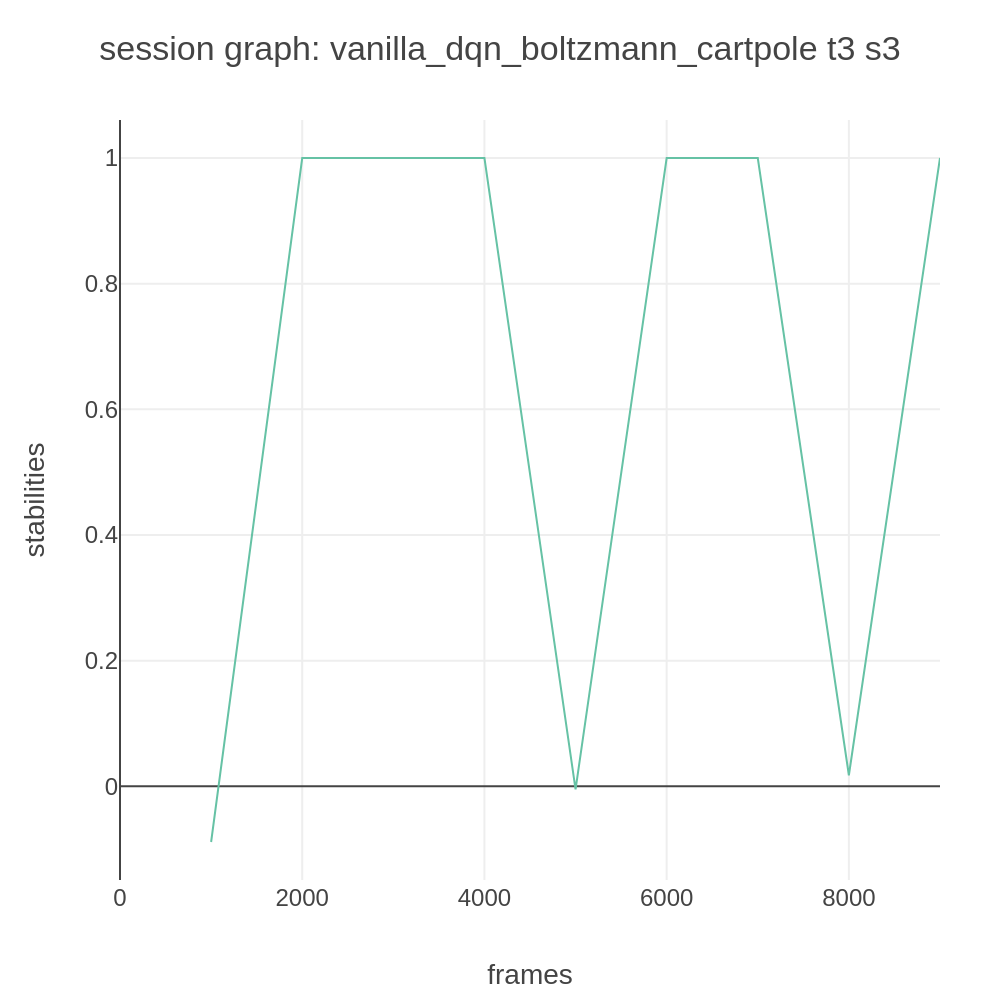 session graph: vanilla_dqn_boltzmann_cartpole t3 s3
1
0.8
0.6
0.4
0.2
0
stabilities
0 2000 4000 6000 8000
frames